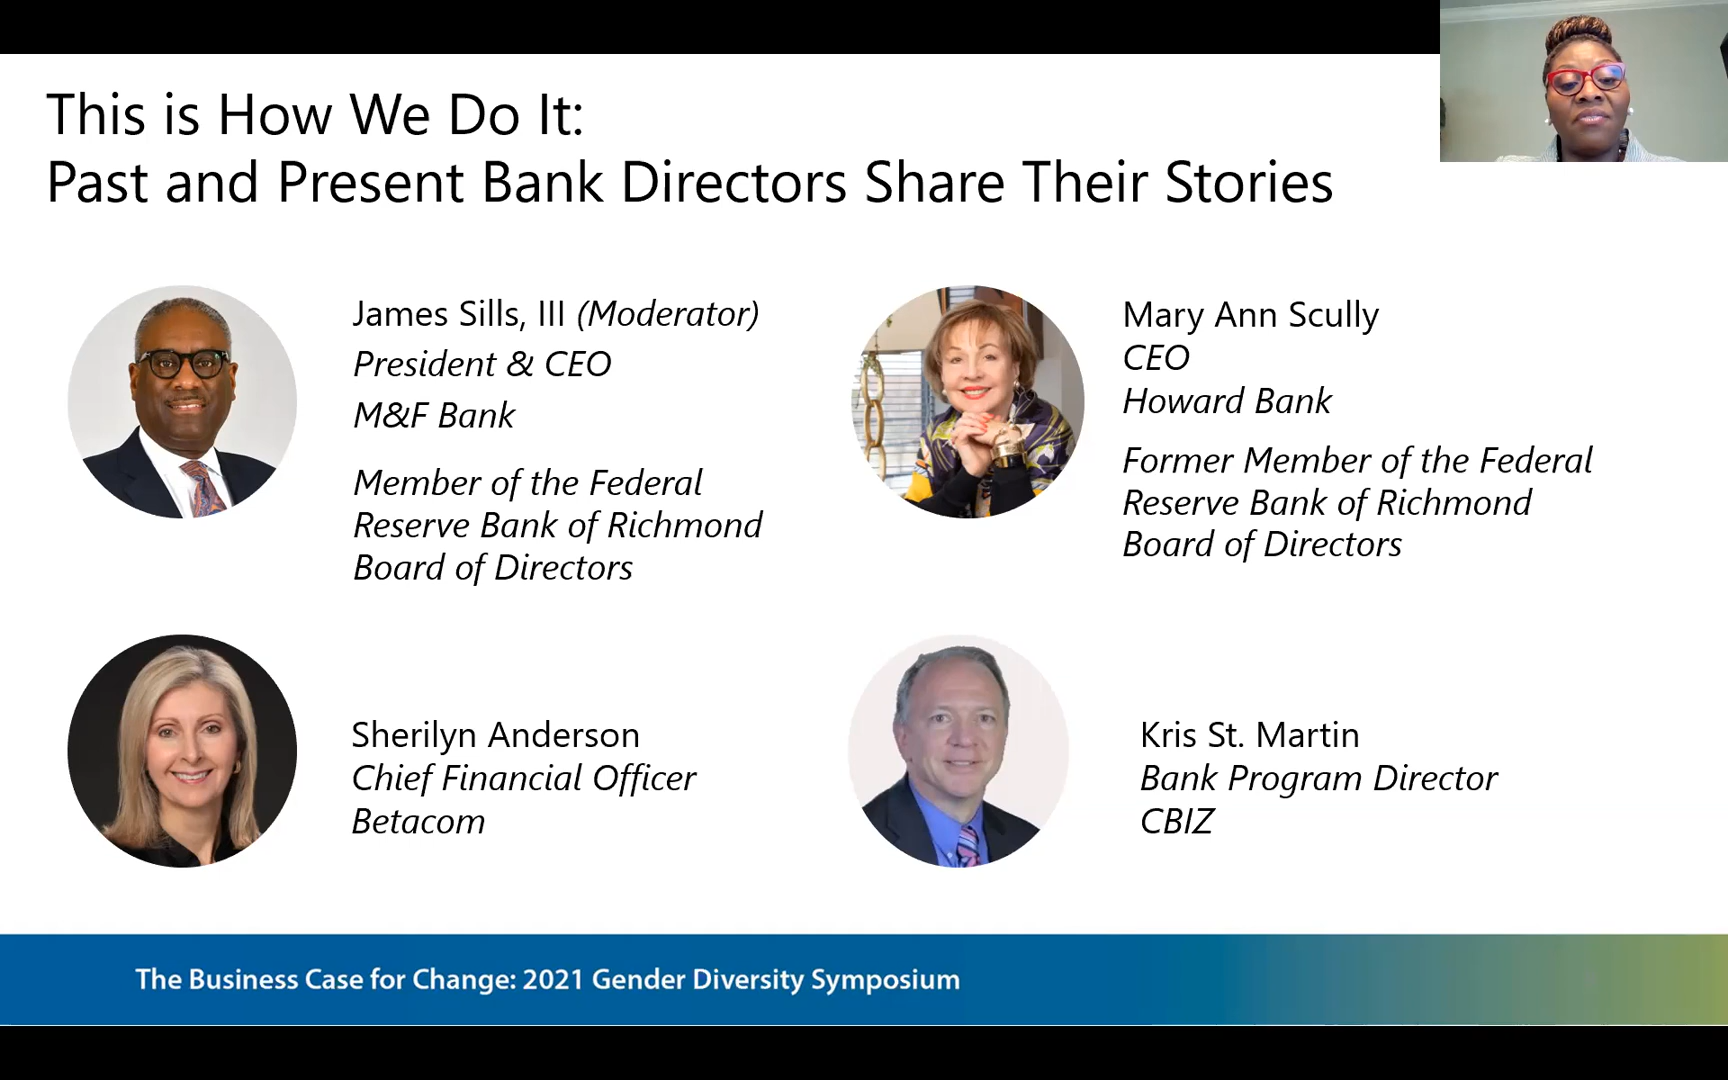 This is How We Do It:
Past and Present Bank Directors Share Their Stories
James Sills, III (Moderator)
President & CEO
M&F Bank
Member of the Federal
Reserve Bank of Richmond
Board of Directors
Mary Ann Scully
CEO
Howard Bank
Former Member of the Federal
Reserve Bank of Richmond
Board of Directors
Sherilyn Anderson
Chief Financial Officer
Betacom
Kris St. Martin
Bank Program Director
CBIZ
The Business Case for Change: 2021 Gender Diversity Symposium